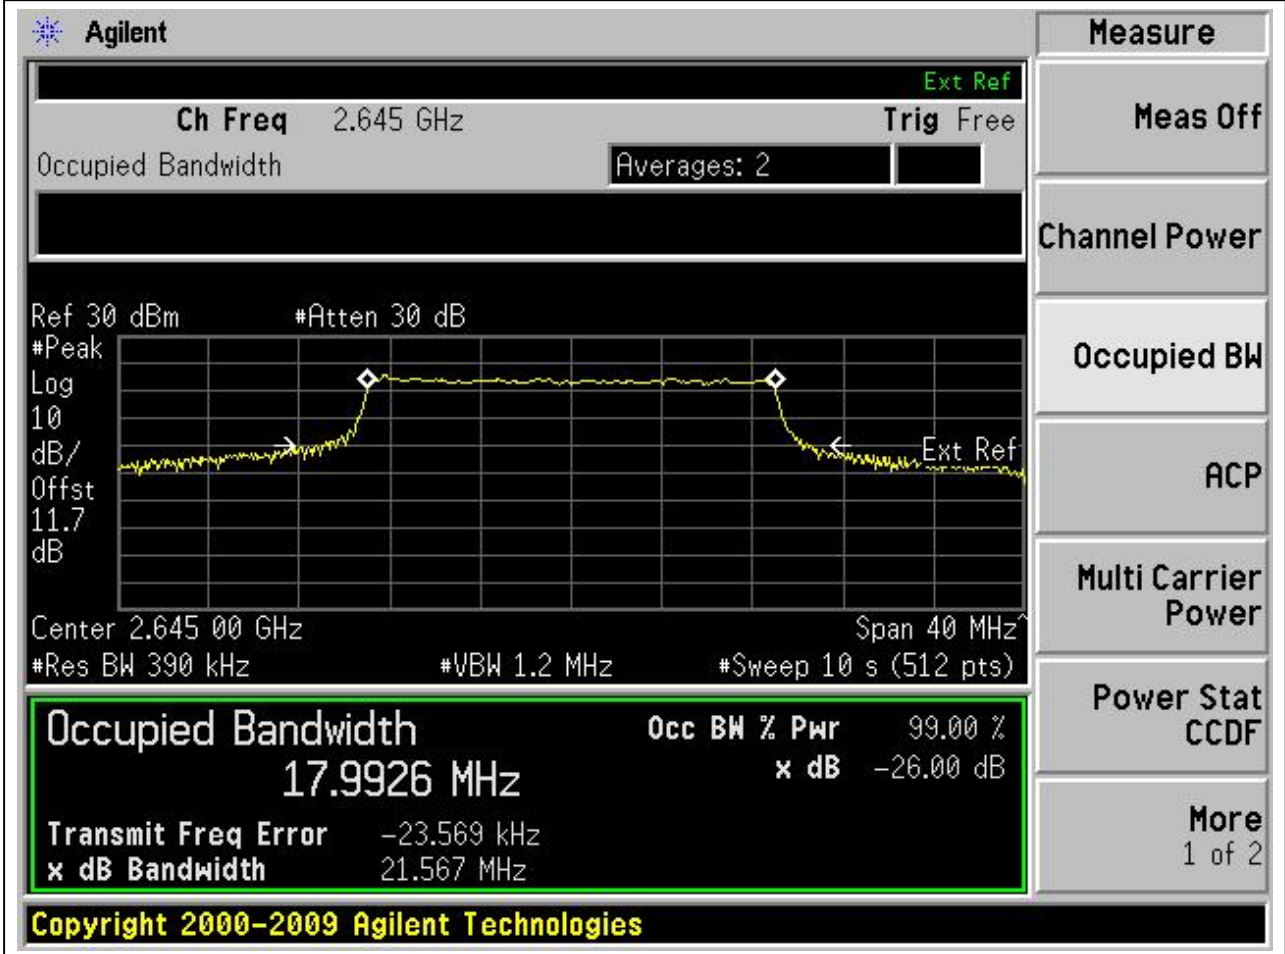 Agilent
Measure
Ext Ref
Ch Freq 2.645 GHz Trig Free
Occupied Bandwidth Averages: 2
Ref 30 dBm #Atten 30 dB
#Peak
Log
10
dB/
Offst
11.7
dB
Ext Ref
Center 2.645 00 GHz Span 40 MHz^
#Res BW 390 kHz #VBW 1.2 MHz #Sweep 10 s (512 pts)
Occupied Bandwidth Occ BW % Pwr 99.00 %
17.9926 MHz x dB -26.00 dB
Transmit Freq Error -23.569 kHz
x dB Bandwidth 21.567 MHz
Meas Off
Channel Power
Occupied BW
ACP
Multi Carrier
Power
Power Stat
CCDF
More
1 of 2
Copyright 2000-2009 Agilent Technologies